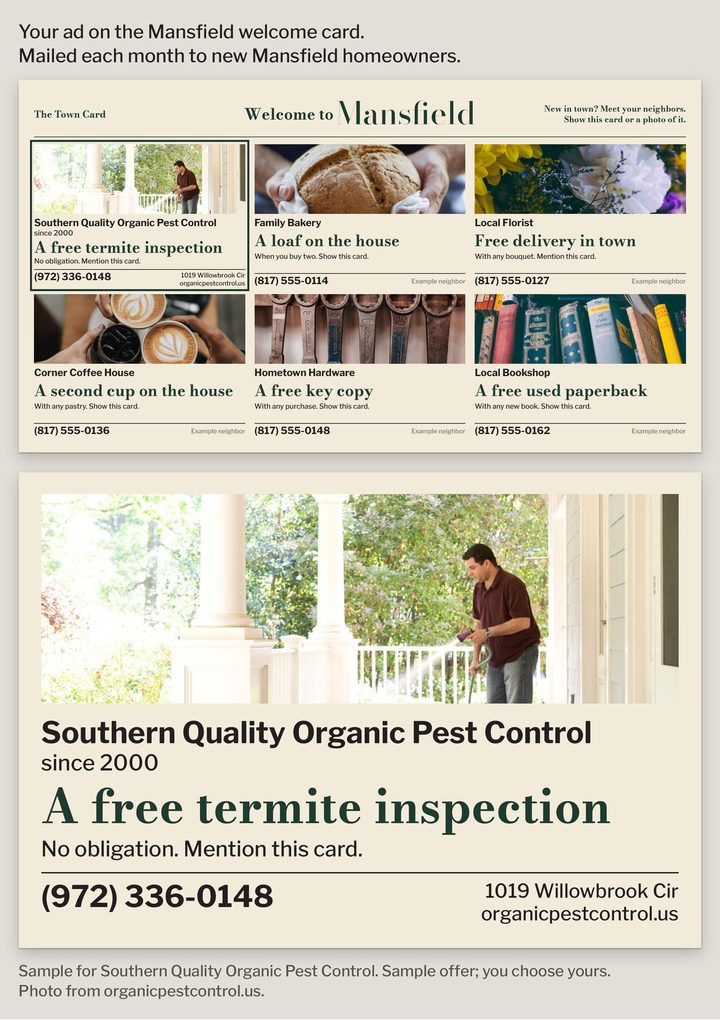 Your ad on the Mansfield welcome card.
Mailed each month to new Mansfield homeowners.
The Town Card
Welcome to Mansfield
New in town? Meet your neighbors.
Show this card or a photo of it.
Southern Quality Organic Pest Control
since 2000
A free termite inspection
No obligation. Mention this card.
(972) 336-0148
1019 Willowbrook Cir
organicpestcontrol.us
Family Bakery
A loaf on the house
When you buy two. Show this card.
(817) 555-0114
Example neighbor
Local Florist
Free delivery in town
With any bouquet. Mention this card.
(817) 555-0127
Example neighbor
Corner Coffee House
A second cup on the house
With any pastry. Show this card.
(817) 555-0136
Example neighbor
Hometown Hardware
A free key copy
With any purchase. Show this card.
(817) 555-0148
Example neighbor
Local Bookshop
A free used paperback
With any new book. Show this card.
(817) 555-0162
Example neighbor
Southern Quality Organic Pest Control
since 2000
A free termite inspection
No obligation. Mention this card.
(972) 336-0148
1019 Willowbrook Cir
organicpestcontrol.us
Sample for Southern Quality Organic Pest Control. Sample offer; you choose yours.
Photo from organicpestcontrol.us.